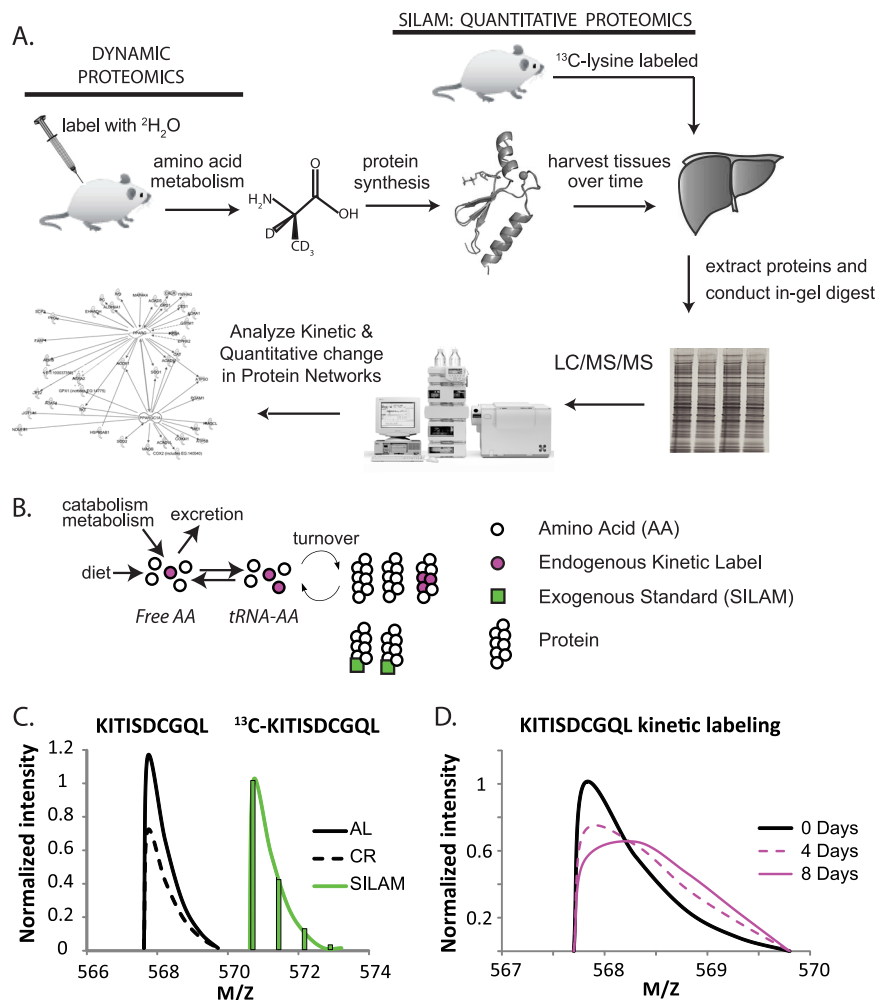 A.
SILAM: QUANTITATIVE PROTEOMICS
DYNAMIC
PROTEOMICS
¹³C-lysine labeled
label with ²H₂O
amino acid
metabolism
O
H₂N
OH
D
CD₃
protein
synthesis
harvest tissues
over time
extract proteins and
conduct in-gel digest
LC/MS/MS
Analyze Kinetic &
Quantitative change
in Protein Networks
B.
catabolism
metabolism
excretion
diet
Free AA
tRNA-AA
turnover
Amino Acid (AA)
Endogenous Kinetic Label
Exogenous Standard (SILAM)
Protein
C.
KITISDCGQL
¹³C-KITISDCGQL
Normalized intensity
1.2
1
0.8
0.6
0.4
0.2
0
AL
CR
SILAM
566
568
570
572
574
M/Z
D.
KITISDCGQL kinetic labeling
Normalized intensity
1
0.6
0.2
0 Days
4 Days
8 Days
567
568
569
570
M/Z